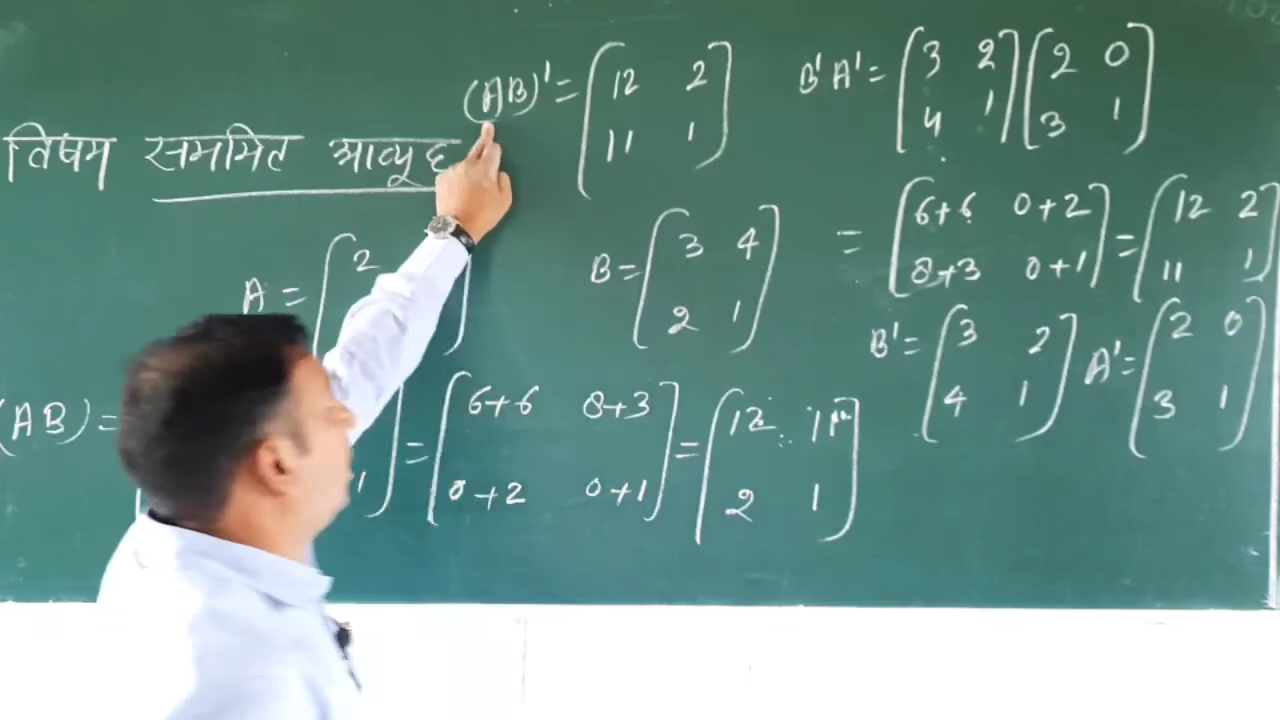 (AB)' = [12 2
11 1]
B'A' = [3 2
4 1] [2 0
3 1]
= [6+6 0+2
8+3 0+1] = [12 2
11 1]
विषम सममित आव्यूह
A = [2
B = [3 4
2 1]
B' = [3 2
4 1]
A' = [2 0
3 1]
(AB) =
1] = [6+6 8+3
0+2 0+1] = [12 11
2 1]